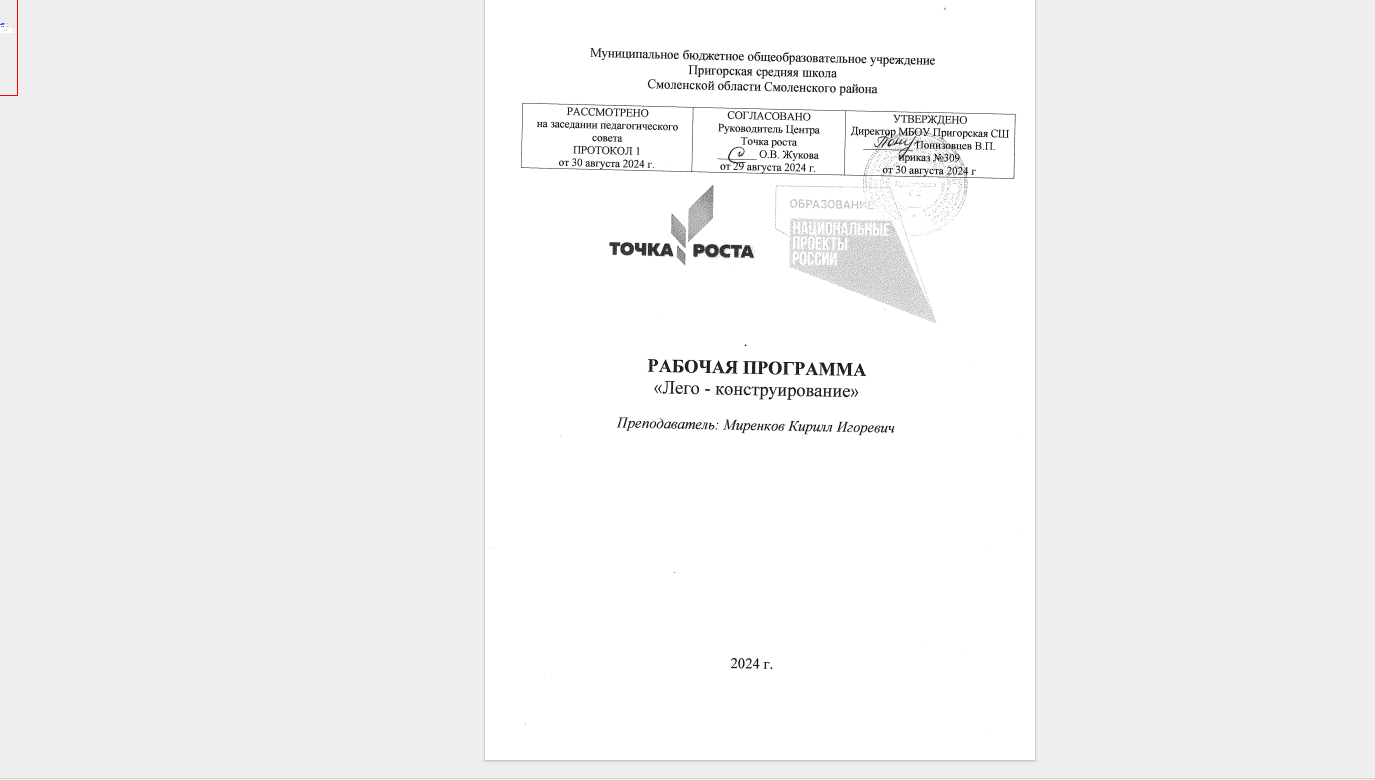 Муниципальное бюджетное общеобразовательное учреждение
Пригорская средняя школа
Смоленской области Смоленского района
РАССМОТРЕНО
на заседании педагогического
совета
ПРОТОКОЛ 1
от 30 августа 2024 г.
СОГЛАСОВАНО
Руководитель Центра
Точка роста
О.В. Жукова
от 29 августа 2024 г.
УТВЕРЖДЕНО
Директор МБОУ Пригорская СШ
Понизовцев В.П.
приказ №309
от 30 августа 2024 г
ТОЧКА РОСТА
ОБРАЗОВАНИЕ
НАЦИОНАЛЬНЫЕ
ПРОЕКТЫ
РОССИИ
РАБОЧАЯ ПРОГРАММА
«Лего - конструирование»
Преподаватель: Миренков Кирилл Игоревич
2024 г.